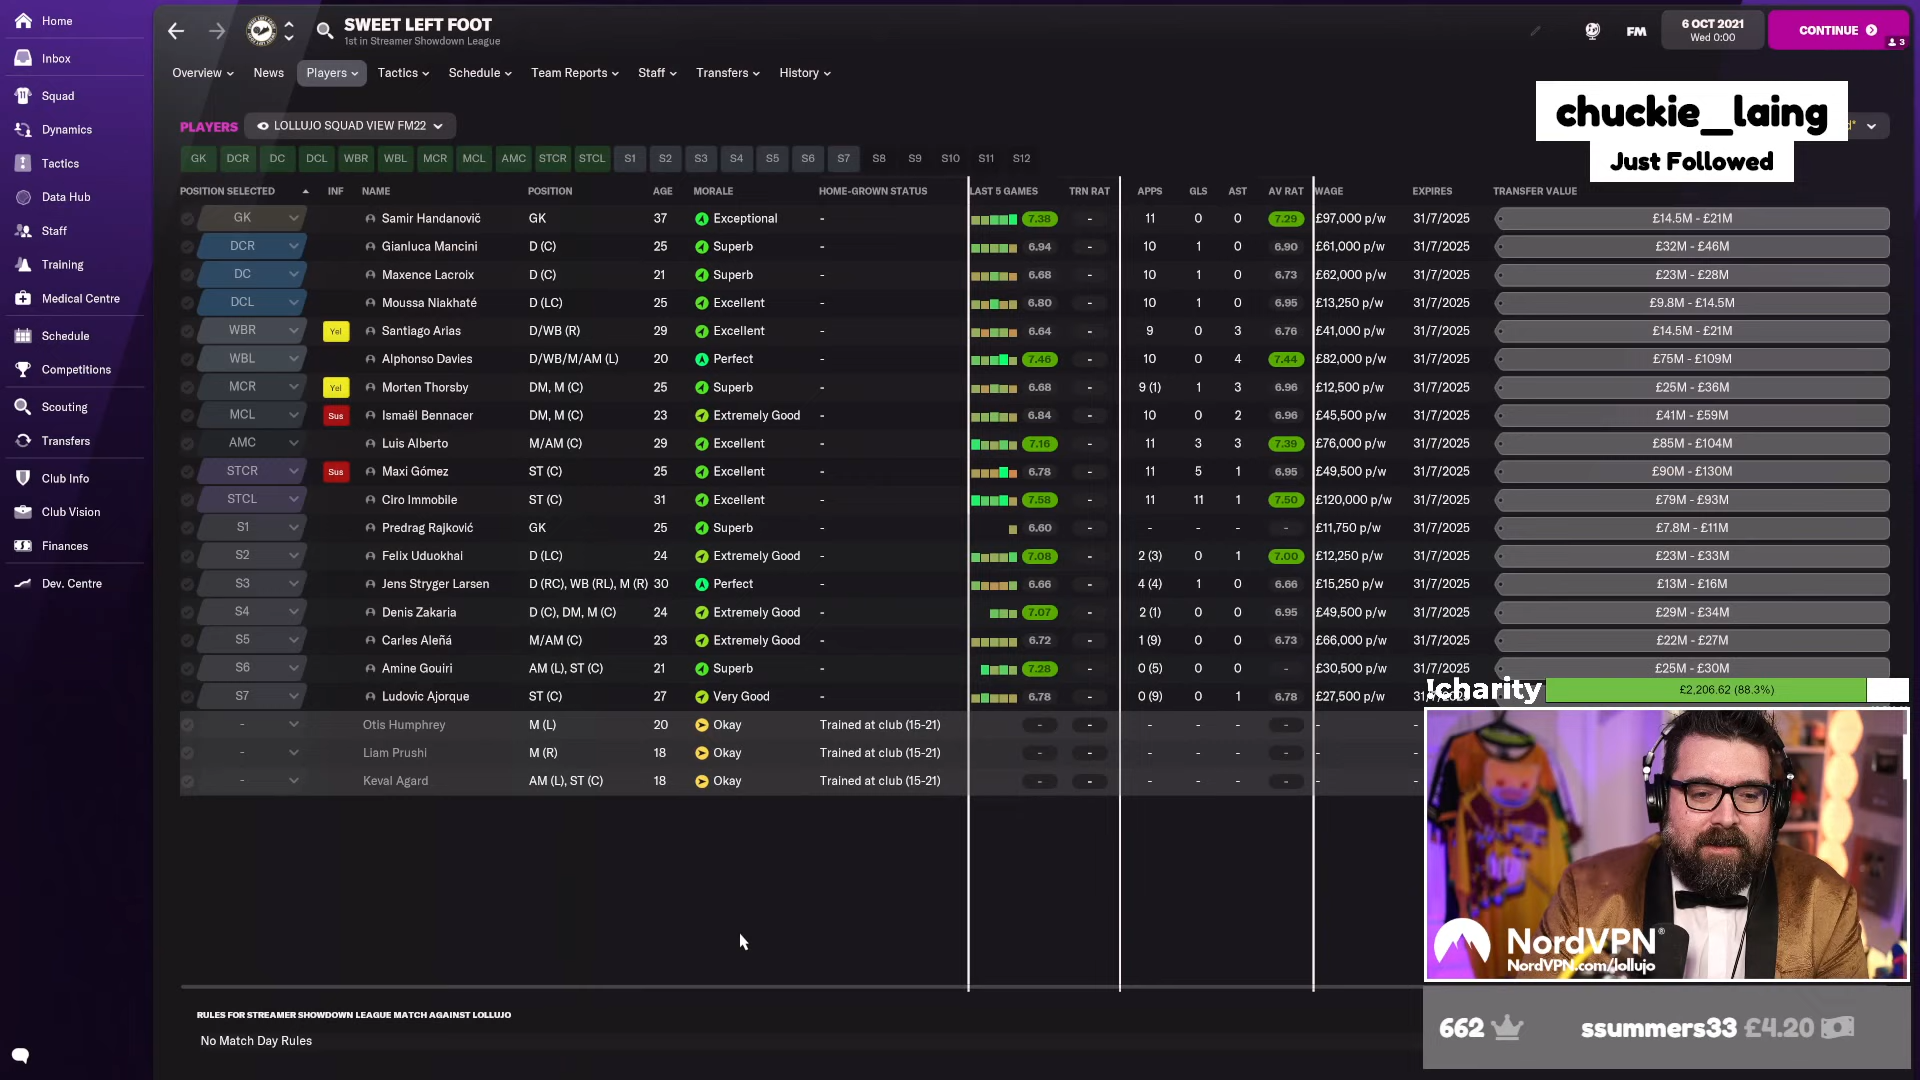 Home
Inbox
Squad
Dynamics
Tactics
Data Hub
Staff
Training
Medical Centre
Schedule
Competitions
Scouting
Transfers
Club Info
Club Vision
Finances
Dev. Centre
SWEET LEFT FOOT
1st in Streamer Showdown League
FM
6 OCT 2021
Wed 0:00
CONTINUE
3
Overview News Players Tactics Schedule Team Reports Staff Transfers History
chuckie_laing
Just Followed
PLAYERS LOLLUJO SQUAD VIEW FM22
GK DCR DC DCL WBR WBL MCR MCL AMC STCR STCL S1 S2 S3 S4 S5 S6 S7 S8 S9 S10 S11 S12
POSITION SELECTED INF NAME POSITION AGE MORALE HOME-GROWN STATUS LAST 5 GAMES TRN RAT APPS GLS AST AV RAT WAGE EXPIRES TRANSFER VALUE
GK Samir Handanovič GK 37 Exceptional - 7.38 - 11 0 0 7.29 £97,000 p/w 31/7/2025 £14.5M - £21M
DCR Gianluca Mancini D (C) 25 Superb - 6.94 - 10 1 0 6.90 £61,000 p/w 31/7/2025 £32M - £46M
DC Maxence Lacroix D (C) 21 Superb - 6.68 - 10 1 0 6.73 £62,000 p/w 31/7/2025 £23M - £28M
DCL Moussa Niakhaté D (LC) 25 Excellent - 6.80 - 10 1 0 6.95 £13,250 p/w 31/7/2025 £9.8M - £14.5M
WBR Yel Santiago Arias D/WB (R) 29 Excellent - 6.64 - 9 0 3 6.76 £41,000 p/w 31/7/2025 £14.5M - £21M
WBL Alphonso Davies D/WB/M/AM (L) 20 Perfect - 7.46 - 10 0 4 7.44 £82,000 p/w 31/7/2025 £75M - £109M
MCR Yel Morten Thorsby DM, M (C) 25 Superb - 6.68 - 9 (1) 1 3 6.96 £12,500 p/w 31/7/2025 £25M - £36M
MCL Sus Ismaël Bennacer DM, M (C) 23 Extremely Good - 6.84 - 10 0 2 6.96 £45,500 p/w 31/7/2025 £41M - £59M
AMC Luis Alberto M/AM (C) 29 Excellent - 7.16 - 11 3 3 7.39 £76,000 p/w 31/7/2025 £85M - £104M
STCR Sus Maxi Gómez ST (C) 25 Excellent - 6.78 - 11 5 1 6.95 £49,500 p/w 31/7/2025 £90M - £130M
STCL Ciro Immobile ST (C) 31 Excellent - 7.58 - 11 11 1 7.50 £120,000 p/w 31/7/2025 £79M - £93M
S1 Predrag Rajković GK 25 Superb - 6.60 - - - - - £11,750 p/w 31/7/2025 £7.8M - £11M
S2 Felix Uduokhai D (LC) 24 Extremely Good - 7.08 - 2 (3) 0 1 7.00 £12,250 p/w 31/7/2025 £23M - £33M
S3 Jens Stryger Larsen D (RC), WB (RL), M (R) 30 Perfect - 6.66 - 4 (4) 1 0 6.66 £15,250 p/w 31/7/2025 £13M - £16M
S4 Denis Zakaria D (C), DM, M (C) 24 Extremely Good - 7.07 - 2 (1) 0 0 6.95 £49,500 p/w 31/7/2025 £29M - £34M
S5 Carles Aleñá M/AM (C) 23 Extremely Good - 6.72 - 1 (9) 0 0 6.73 £66,000 p/w 31/7/2025 £22M - £27M
S6 Amine Gouiri AM (L), ST (C) 21 Superb - 7.28 - 0 (5) 0 0 - £30,500 p/w 31/7/2025 £25M - £30M
S7 Ludovic Ajorque ST (C) 27 Very Good - 6.78 - 0 (9) 0 1 6.78 £27,500 p/w
- Otis Humphrey M (L) 20 Okay Trained at club (15-21) - - - - - - - -
- Liam Prushi M (R) 18 Okay Trained at club (15-21) - - - - - - - -
- Keval Agard AM (L), ST (C) 18 Okay Trained at club (15-21) - - - - - - - -
!charity £2,206.62 (88.3%)
NordVPN®
NordVPN.com/lollujo
RULES FOR STREAMER SHOWDOWN LEAGUE MATCH AGAINST LOLLUJO
No Match Day Rules
662 ssummers33 £4.20